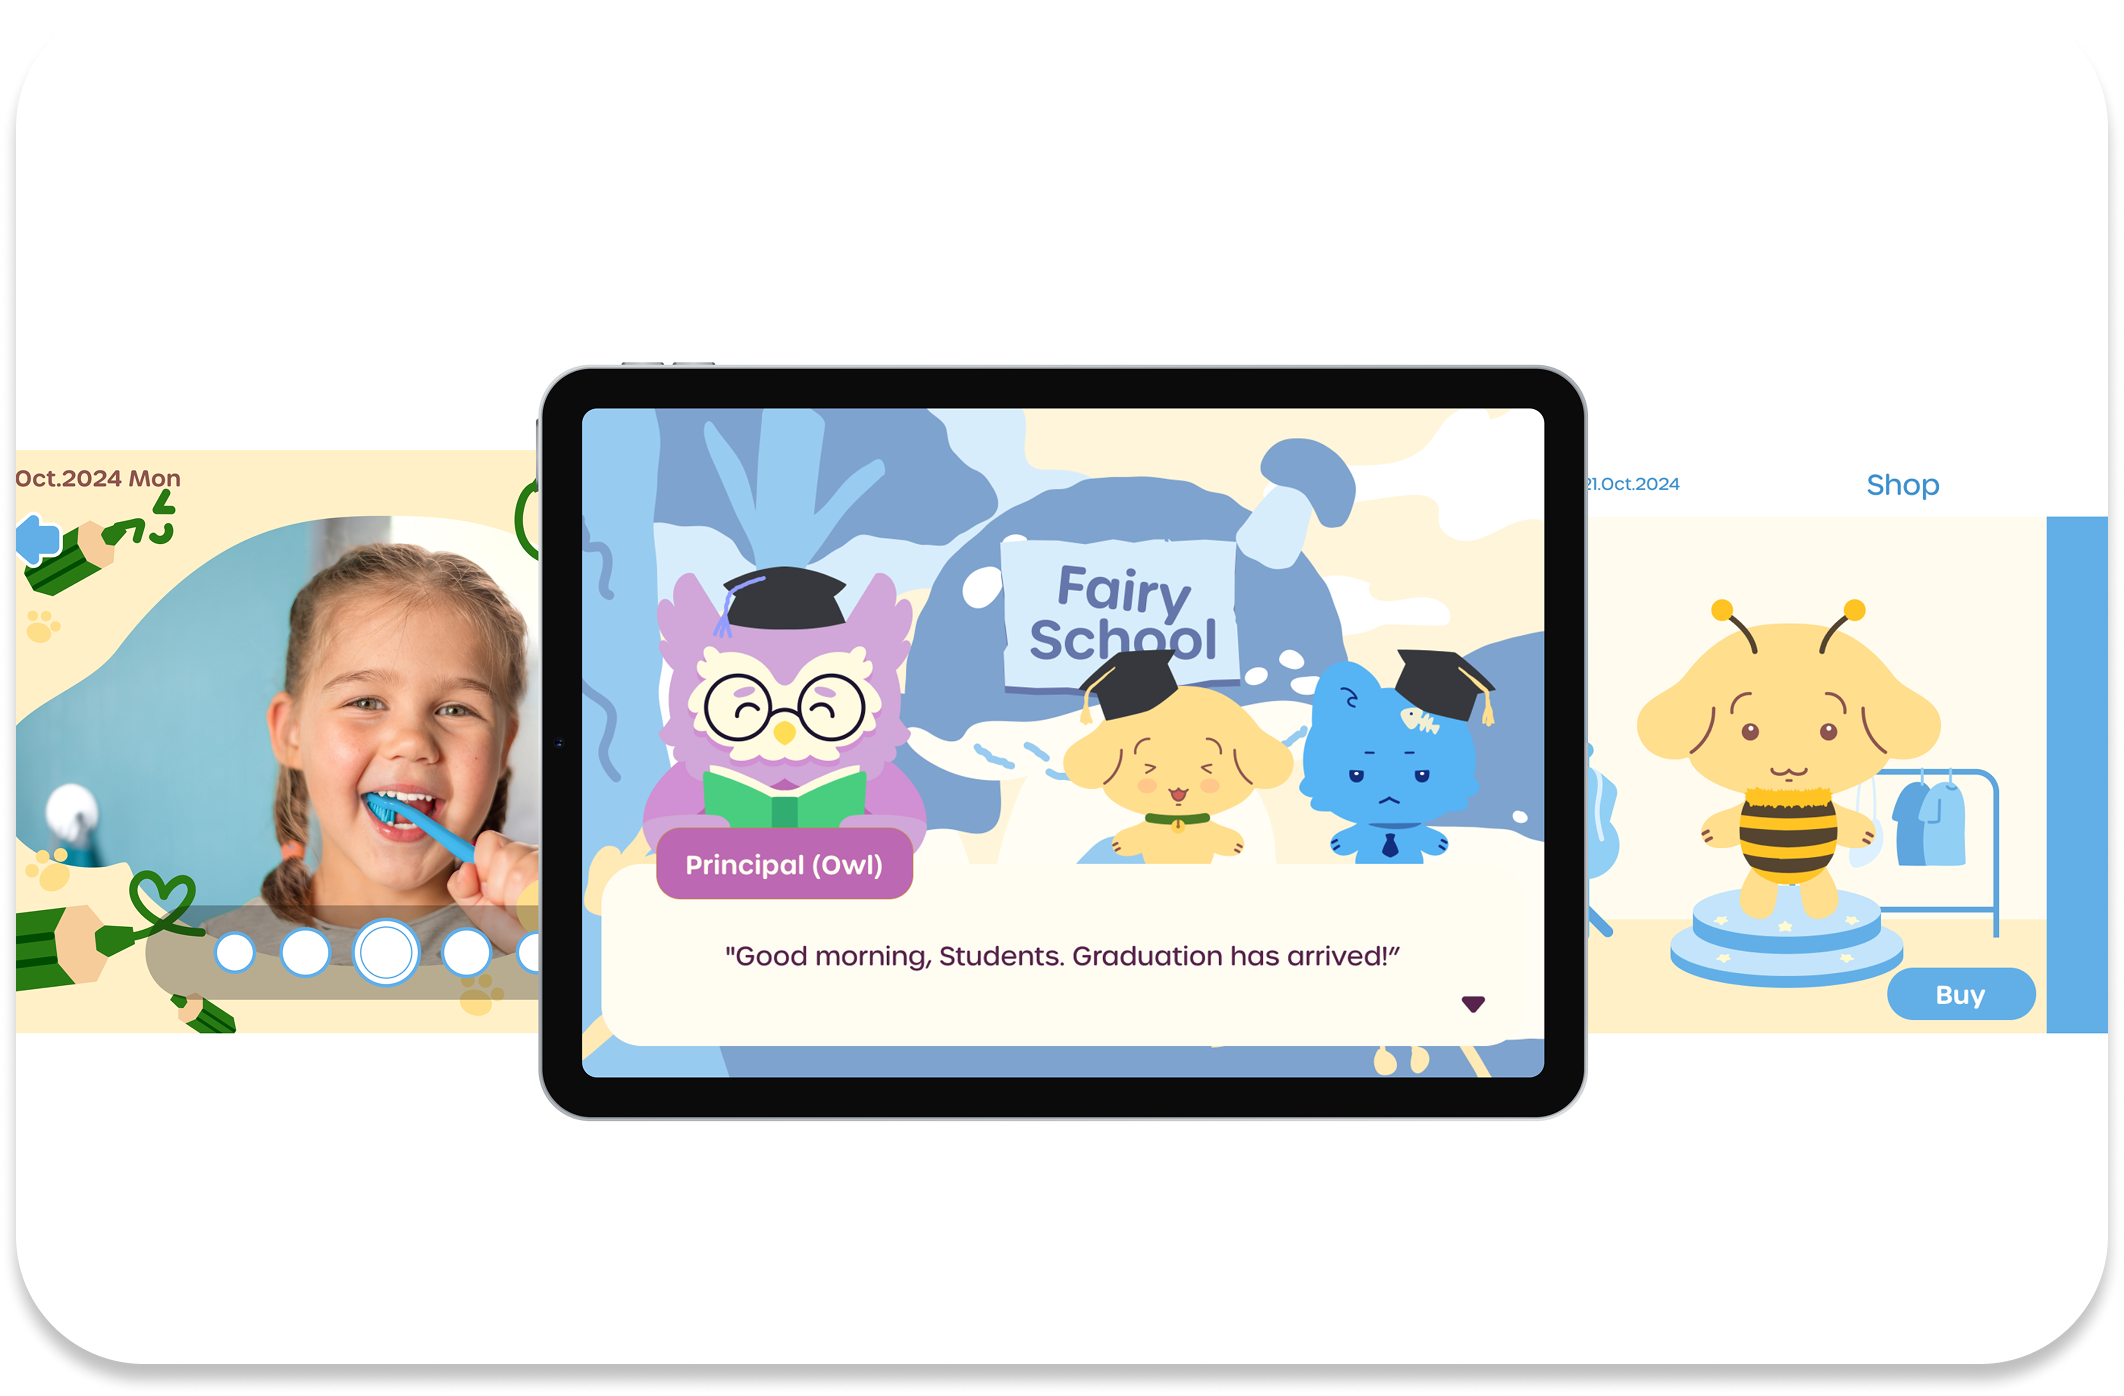 Oct.2024 Mon
Fairy
School
Principal (Owl)
"Good morning, Students. Graduation has arrived!”
21.Oct.2024
Shop
Buy